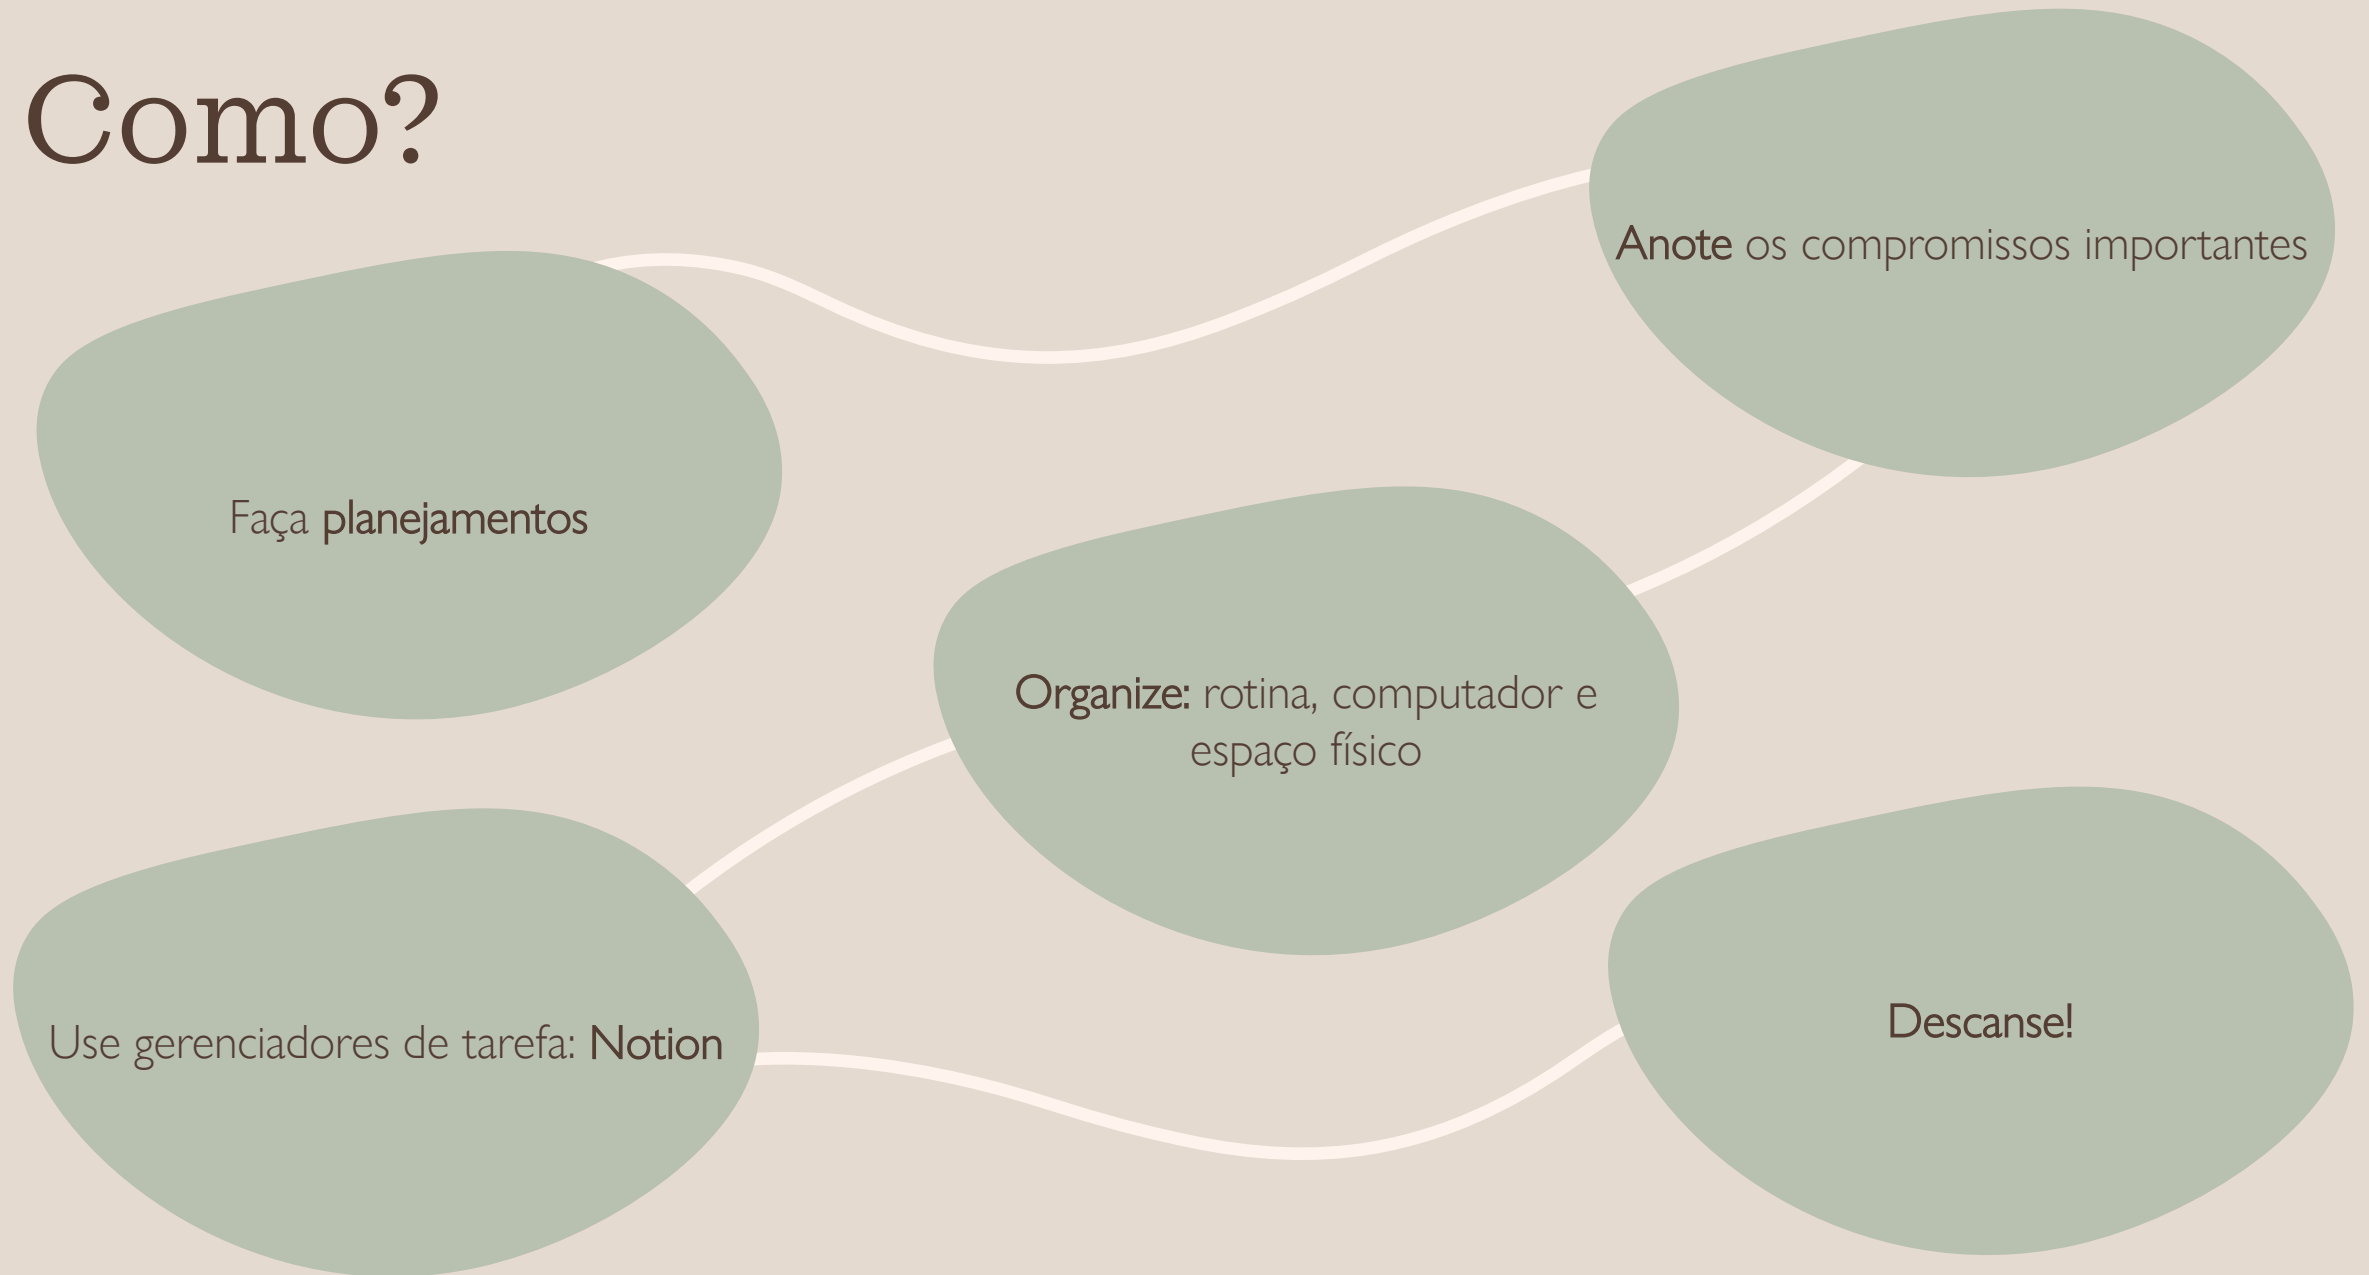 Como?
Faça planejamentos
Anote os compromissos importantes
Organize: rotina, computador e
espaço físico
Use gerenciadores de tarefa: Notion
Descanse!